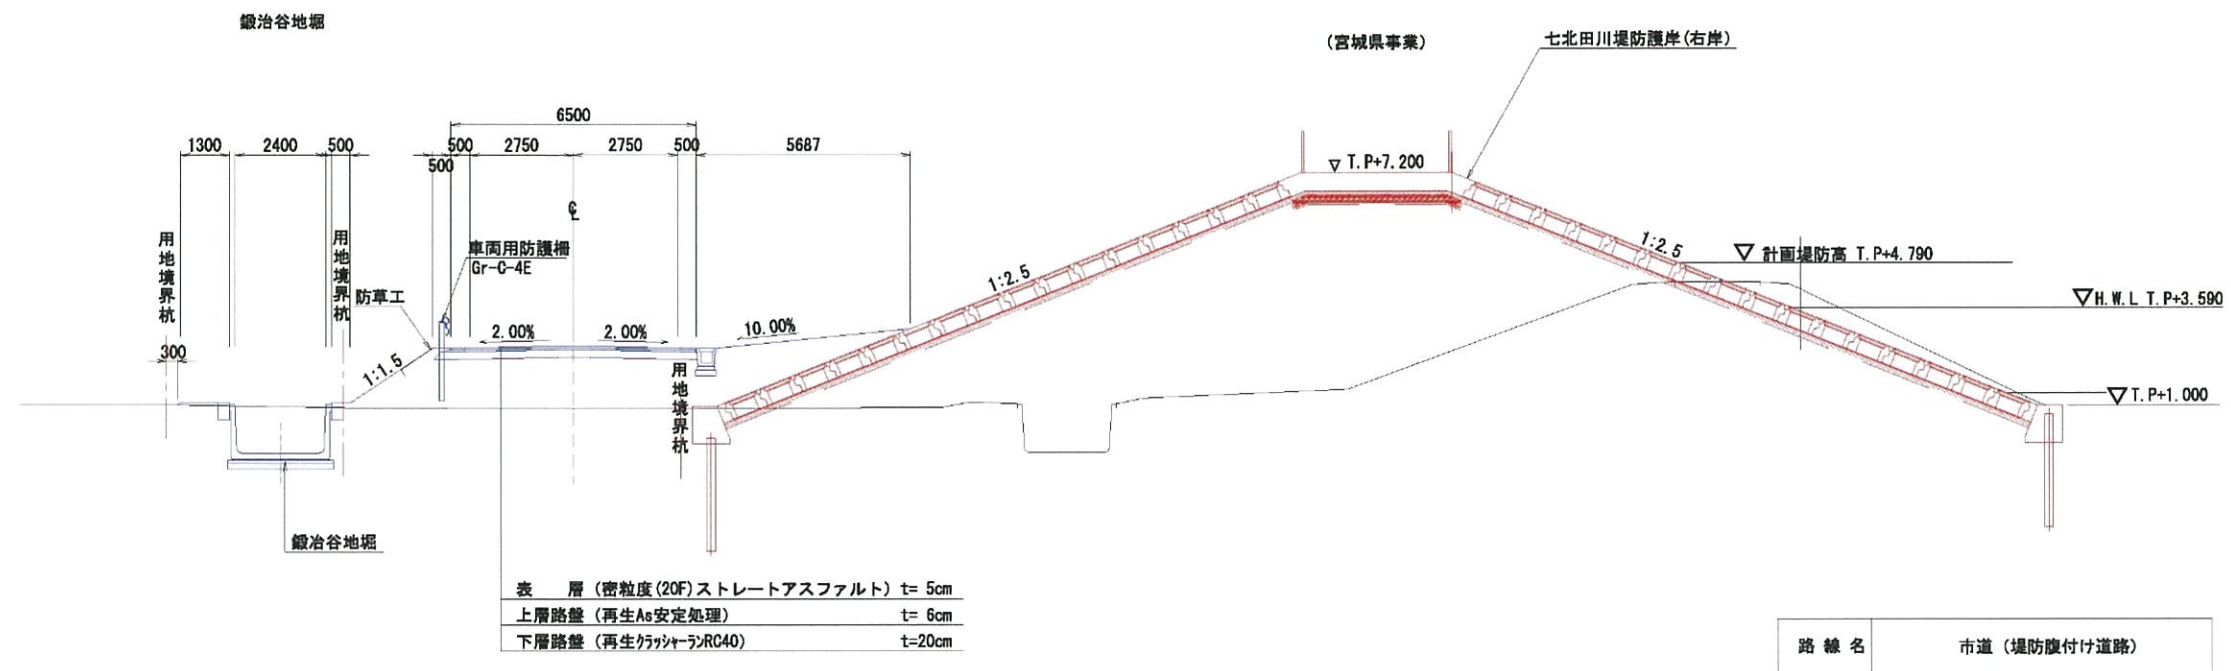 鍛冶谷地堀
(宮城県事業)
七北田川堤防護岸(右岸)
6500
1300
2400
500
500
2750
2750
500
5687
500
T.P+7.200
℄
用地境界杭
用地境界杭
車両用防護柵
Gr-C-4E
1:2.5
計画堤防高 T.P+4.790
防草工
1:2.5
H.W.L T.P+3.590
2.00%
2.00%
10.00%
300
1:1.5
用地境界杭
T.P+1.000
鍛冶谷地堀
表 層 (密粒度(20F)ストレートアスファルト) t= 5cm
上層路盤 (再生As安定処理) t= 6cm
下層路盤 (再生クラッシャーランRC40) t=20cm
路線名 市道 (堤防腹付け道路)